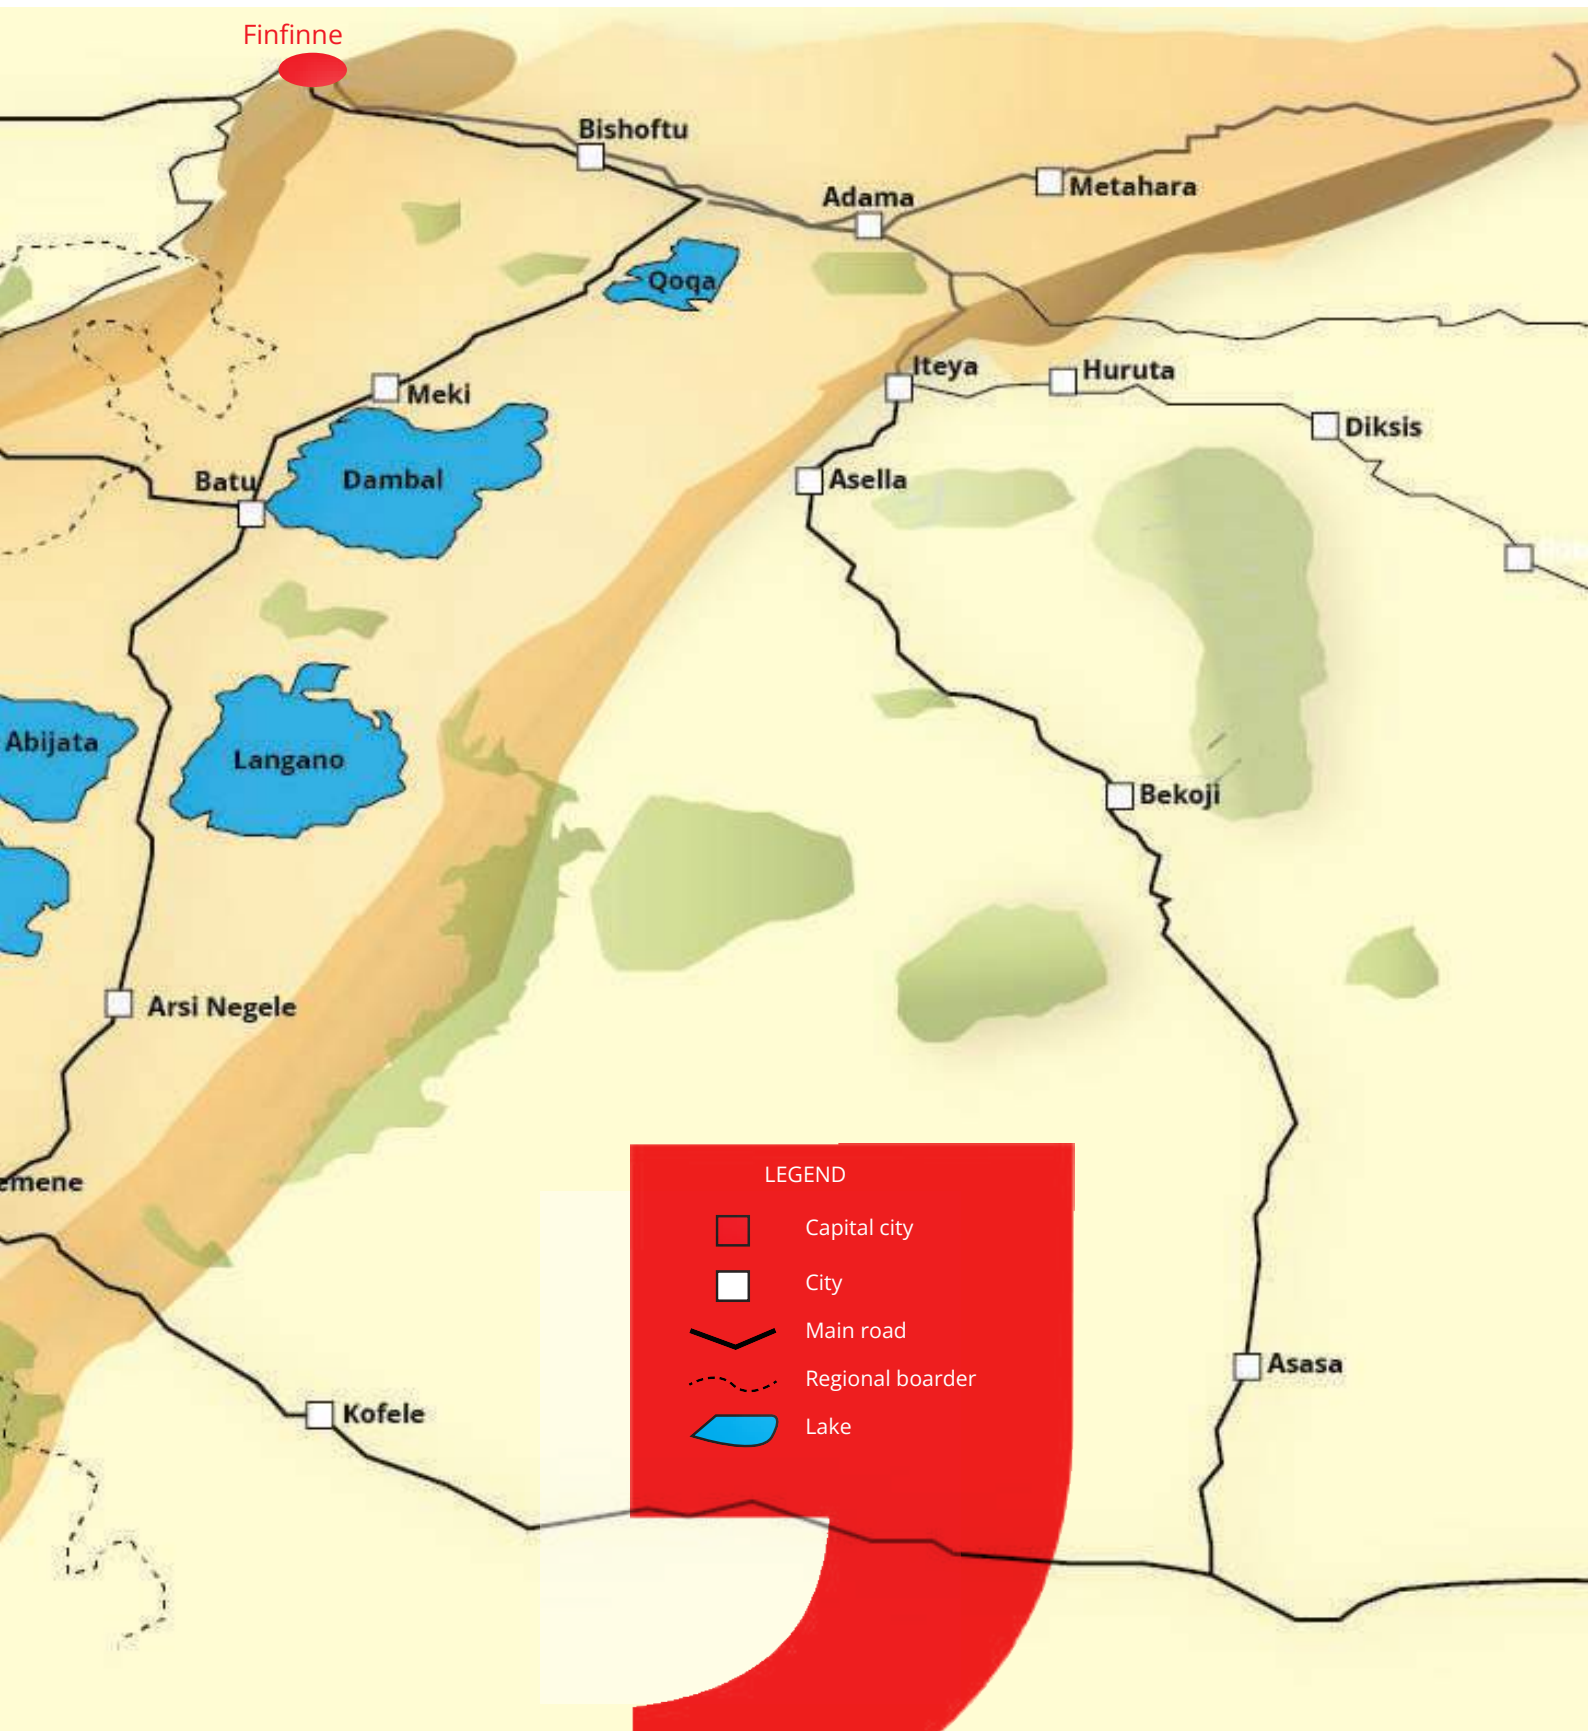 Finfinne
Bishoftu
Adama
Metahara
Qoqa
Iteya
Huruta
Meki
Diksis
Batu
Dambal
Asella
Abijata
Langano
Bekoji
Arsi Negele
emene
LEGEND
Capital city
City
Main road
Regional boarder
Lake
Asasa
Kofele